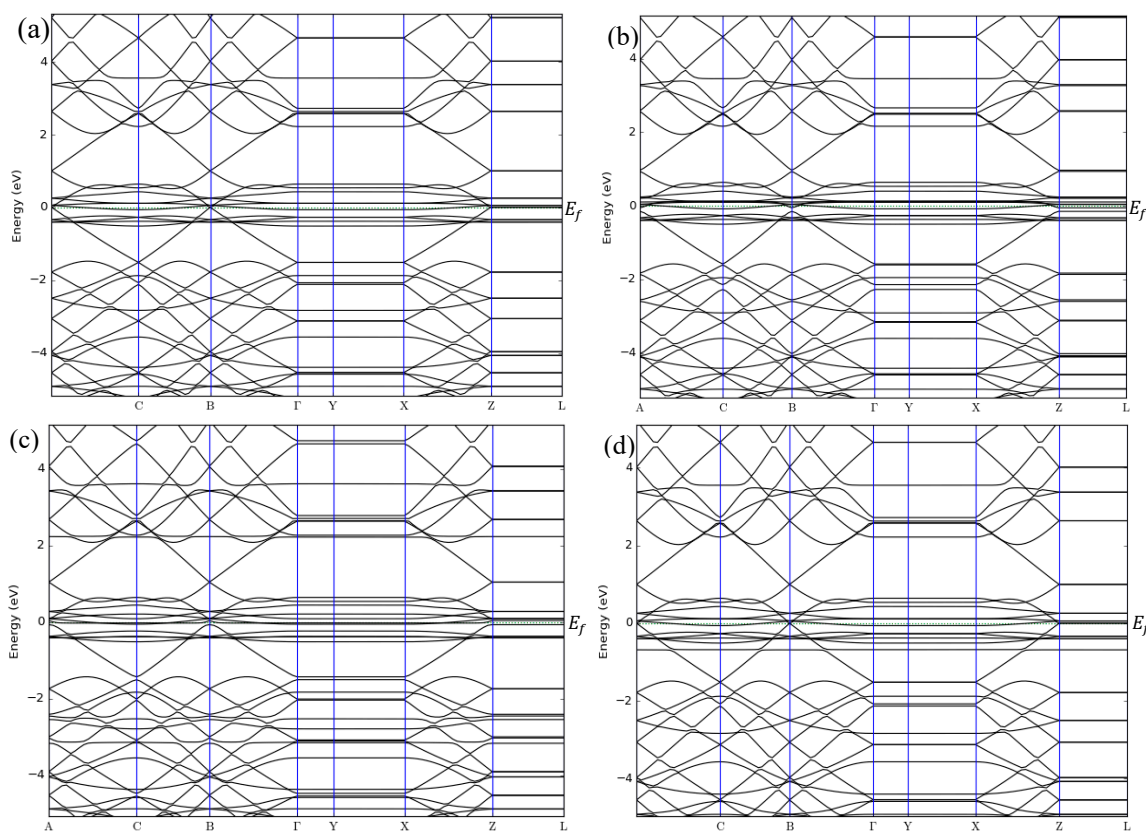 (a)
Energy (eV)
4
2
0
−2
−4
E_f
C B Γ Y X Z L
(b)
Energy (eV)
4
2
0
−2
−4
E_f
A C B Γ Y X Z L
(c)
Energy (eV)
4
2
0
−2
−4
E_f
A C B Γ Y X Z L
(d)
Energy (eV)
4
2
0
−2
−4
E_f
C B Γ Y X Z L